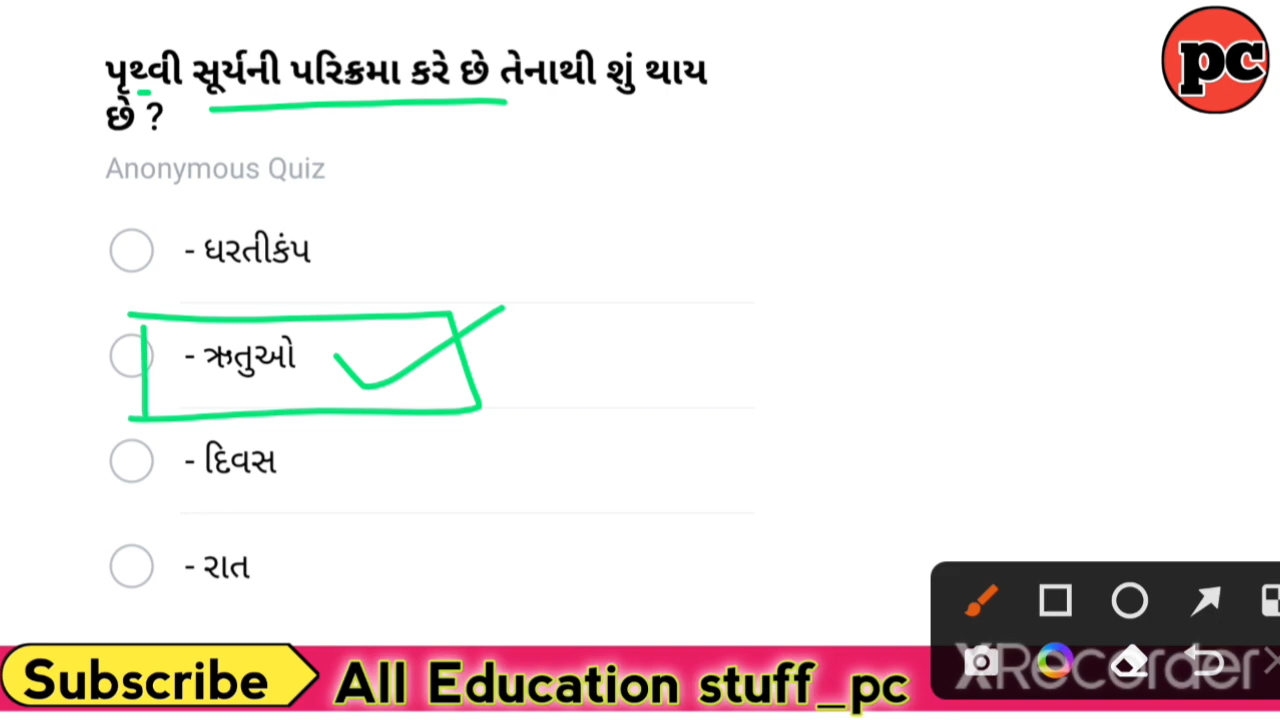 pc
પૃથ્વી સૂર્યની પરિક્રમા કરે છે તેનાથી શું થાય
છે ?
Anonymous Quiz
- ધરતીકંપ
- ઋતુઓ
- દિવસ
- રાત
XRecorder
Subscribe All Education stuff_pc